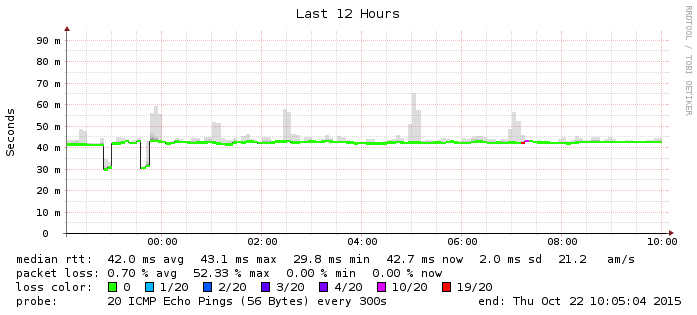 Last 12 Hours
RRDTOOL / TOBI OETIKER
Seconds
90 m
80 m
70 m
60 m
50 m
40 m
30 m
20 m
10 m
0
00:00 02:00 04:00 06:00 08:00 10:00
median rtt: 42.0 ms avg 43.1 ms max 29.8 ms min 42.7 ms now 2.0 ms sd 21.2 am/s
packet loss: 0.70 % avg 52.33 % max 0.00 % min 0.00 % now
loss color: 0 1/20 2/20 3/20 4/20 10/20 19/20
probe: 20 ICMP Echo Pings (56 Bytes) every 300s end: Thu Oct 22 10:05:04 2015